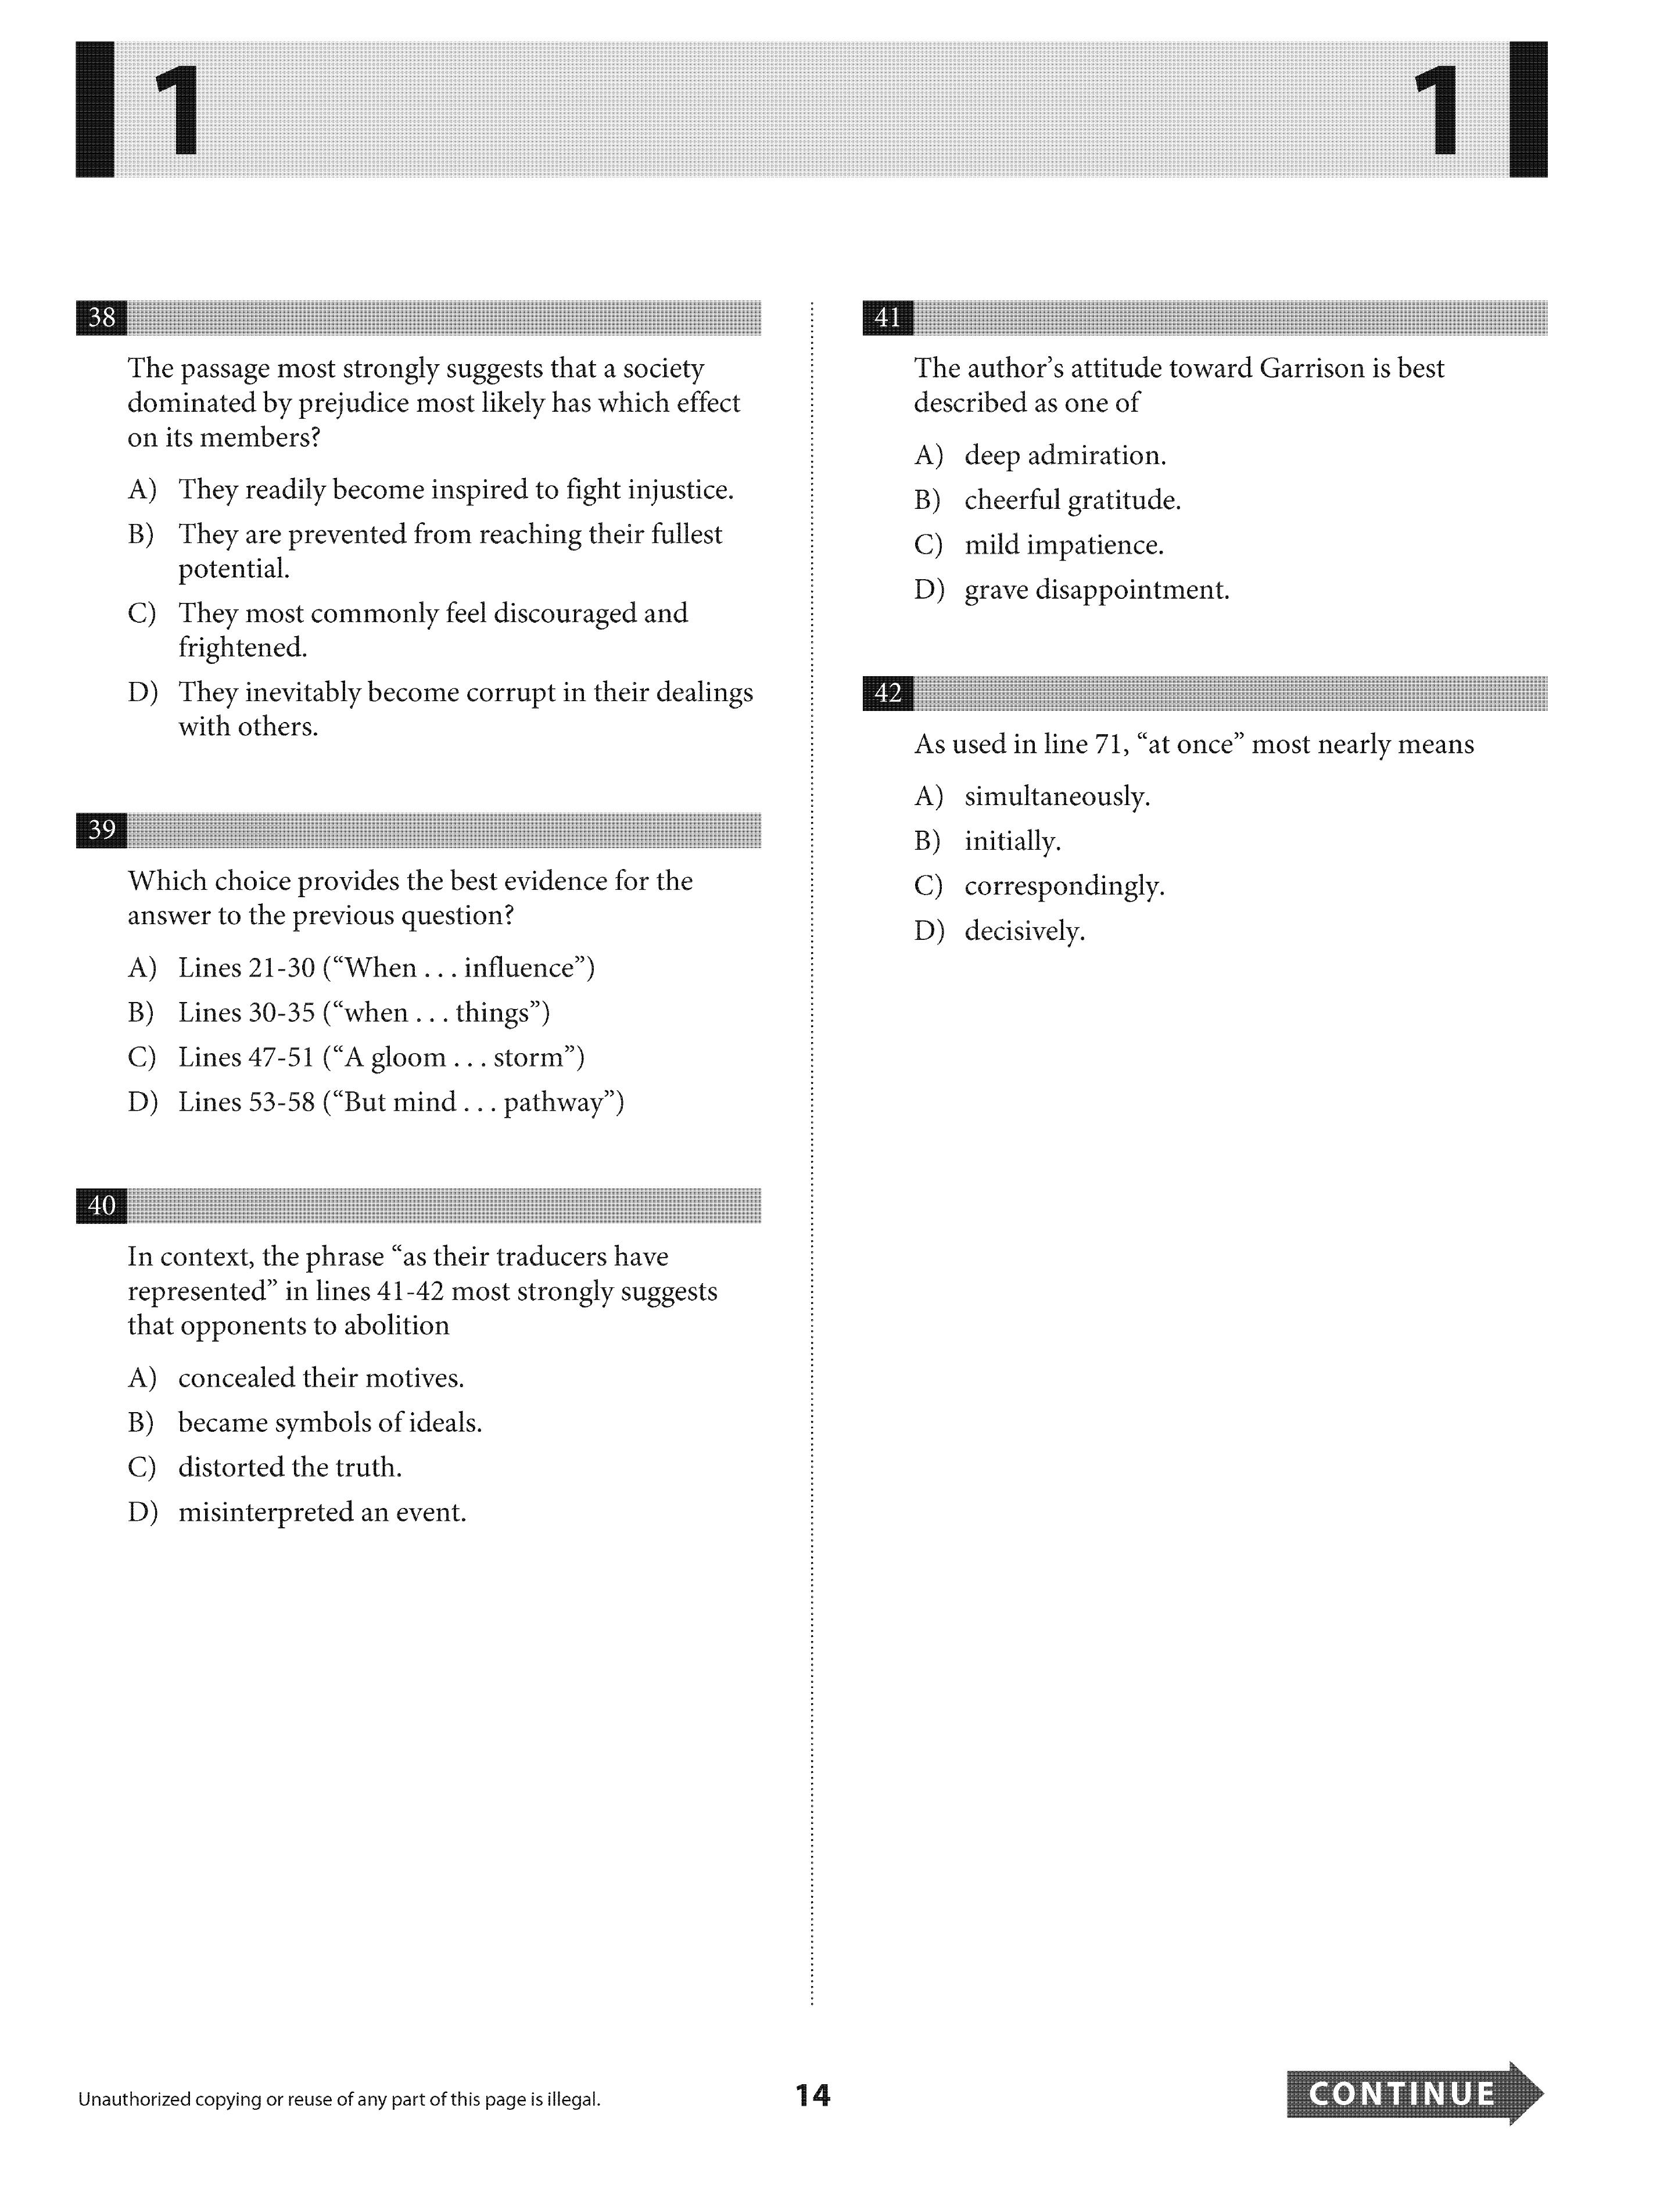 1
1
38
The passage most strongly suggests that a society
dominated by prejudice most likely has which effect
on its members?
A) They readily become inspired to fight injustice.
B) They are prevented from reaching their fullest
potential.
C) They most commonly feel discouraged and
frightened.
D) They inevitably become corrupt in their dealings
with others.
39
Which choice provides the best evidence for the
answer to the previous question?
A) Lines 21-30 (“When . . . influence”)
B) Lines 30-35 (“when . . . things”)
C) Lines 47-51 (“A gloom . . . storm”)
D) Lines 53-58 (“But mind . . . pathway”)
40
In context, the phrase “as their traducers have
represented” in lines 41-42 most strongly suggests
that opponents to abolition
A) concealed their motives.
B) became symbols of ideals.
C) distorted the truth.
D) misinterpreted an event.
41
The author’s attitude toward Garrison is best
described as one of
A) deep admiration.
B) cheerful gratitude.
C) mild impatience.
D) grave disappointment.
42
As used in line 71, “at once” most nearly means
A) simultaneously.
B) initially.
C) correspondingly.
D) decisively.
Unauthorized copying or reuse of any part of this page is illegal.
14
CONTINUE